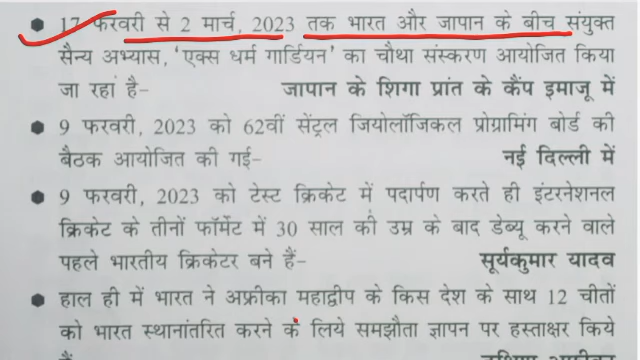 17 फरवरी से 2 मार्च, 2023 तक भारत और जापान के बीच संयुक्त
सैन्य अभ्यास, 'एक्स धर्म गार्डियन' का चौथा संस्करण आयोजित किया
जा रहां है- जापान के शिगा प्रांत के कैंप इमाजू में
9 फरवरी, 2023 को 62वीं सेंट्रल जियोलॉजिकल प्रोग्रामिंग बोर्ड की
बैठक आयोजित की गई- नई दिल्ली में
9 फरवरी, 2023 को टेस्ट क्रिकेट में पदार्पण करते ही इंटरनेशनल
क्रिकेट के तीनों फॉर्मेट में 30 साल की उम्र के बाद डेब्यू करने वाले
पहले भारतीय क्रिकेटर बने हैं- सूर्यकुमार यादव
हाल ही में भारत ने अफ्रीका महाद्वीप के किस देश के साथ 12 चीतों
को भारत स्थानांतरित करने के लिये समझौता ज्ञापन पर हस्ताक्षर किये